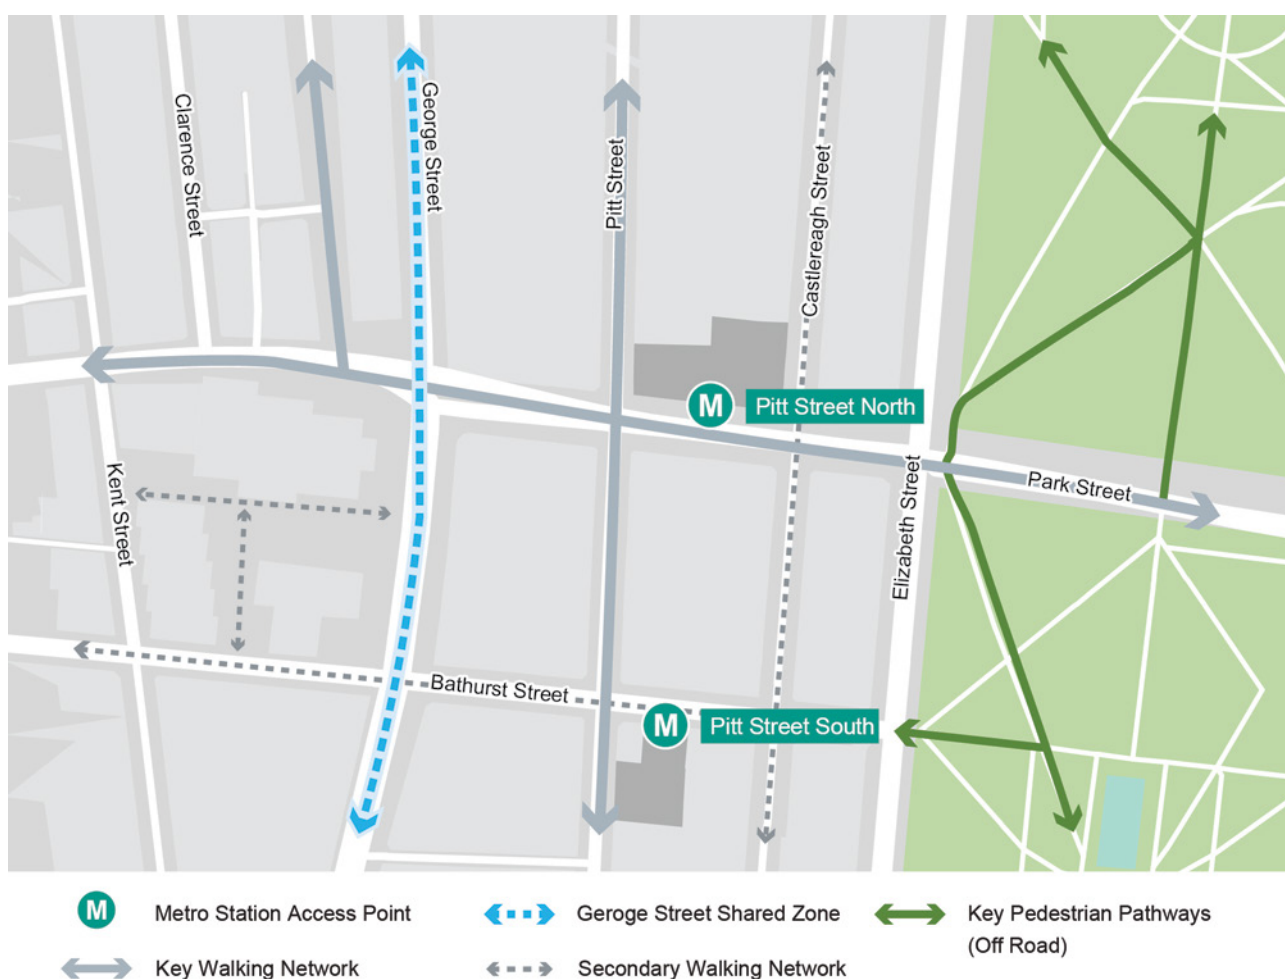 Clarence Street
George Street
Pitt Street
Castlereagh Street
M
Pitt Street North
Kent Street
Elizabeth Street
Park Street
Bathurst Street
M
Pitt Street South
M
Metro Station Access Point
Geroge Street Shared Zone
Key Pedestrian Pathways
(Off Road)
Key Walking Network
Secondary Walking Network